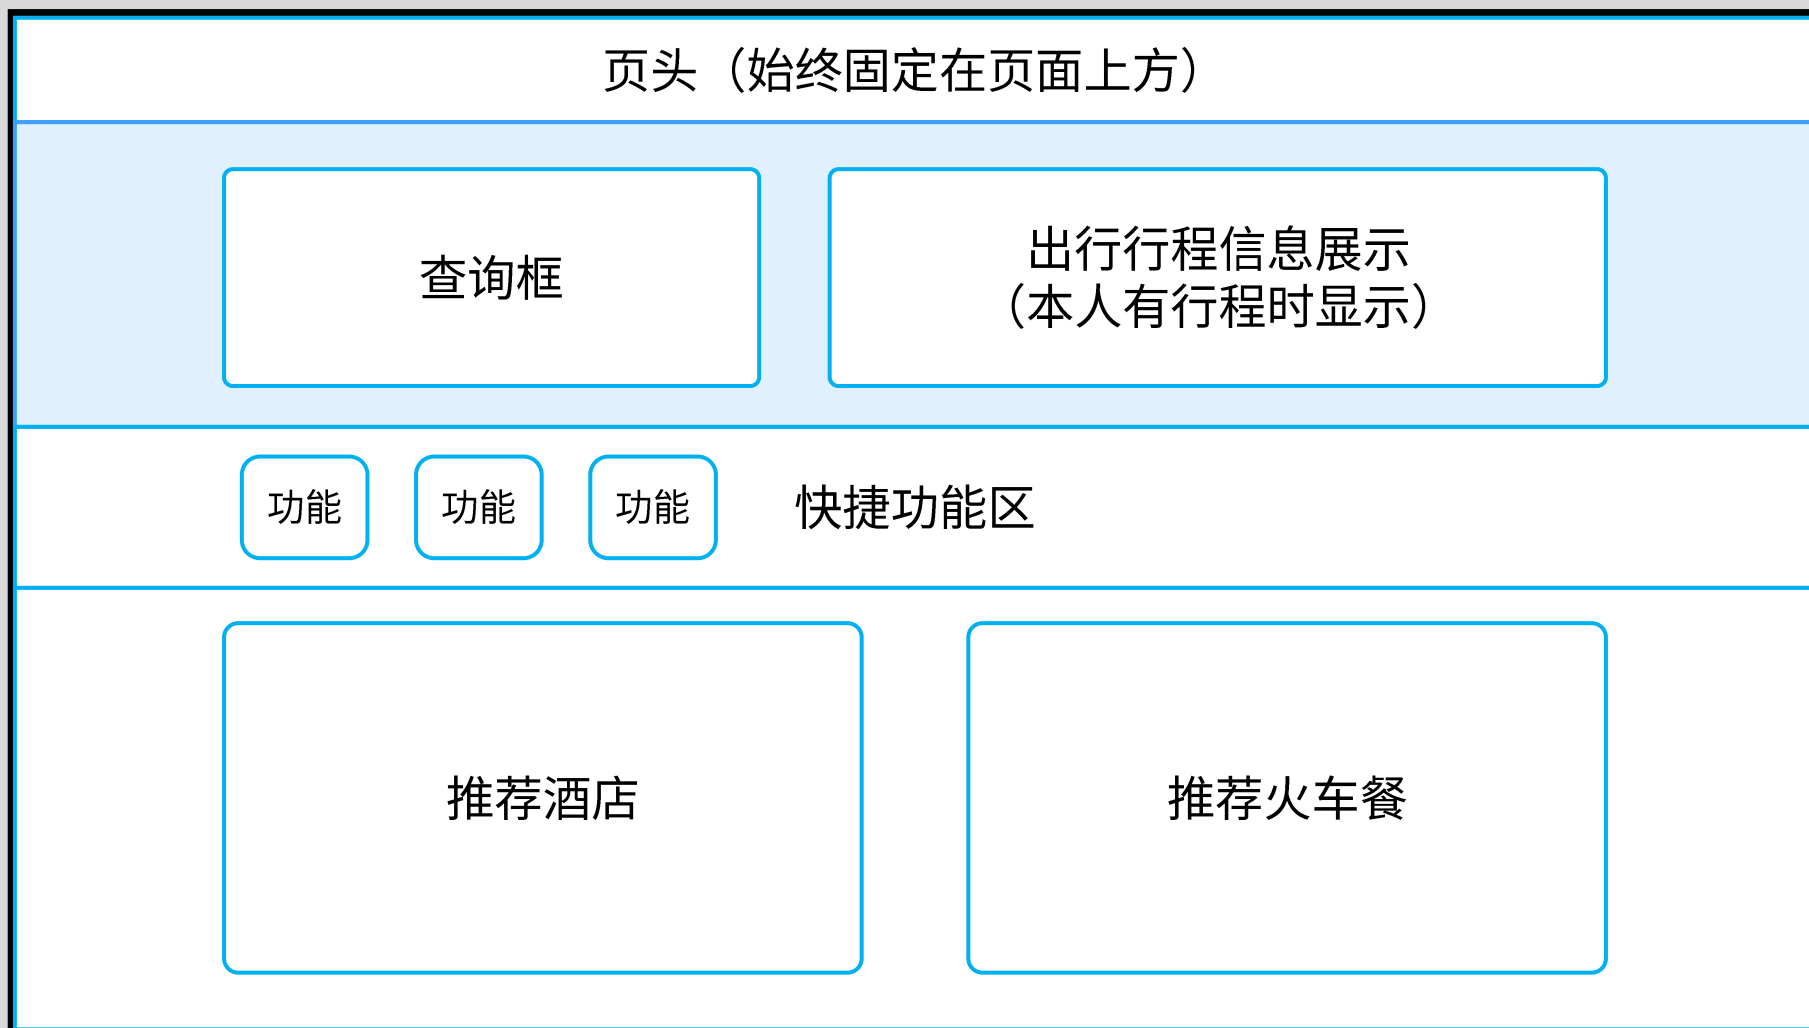 页头（始终固定在页面上方）
查询框
出行行程信息展示
（本人有行程时显示）
功能
功能
功能
快捷功能区
推荐酒店
推荐火车餐